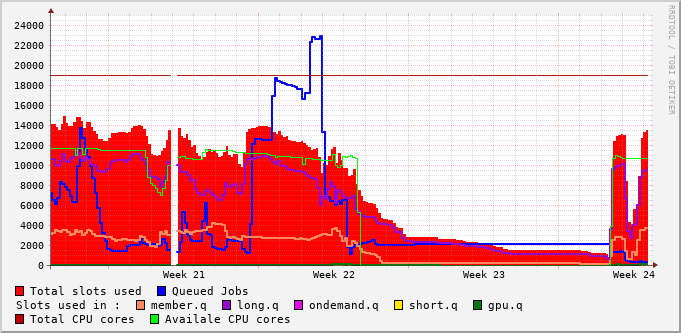 RRDTOOL / TOBI OETIKER
24000
22000
20000
18000
16000
14000
12000
10000
8000
6000
4000
2000
0
Week 21 Week 22 Week 23 Week 24
Total slots used Queued Jobs
Slots used in : member.q long.q ondemand.q short.q gpu.q
Total CPU cores Availale CPU cores